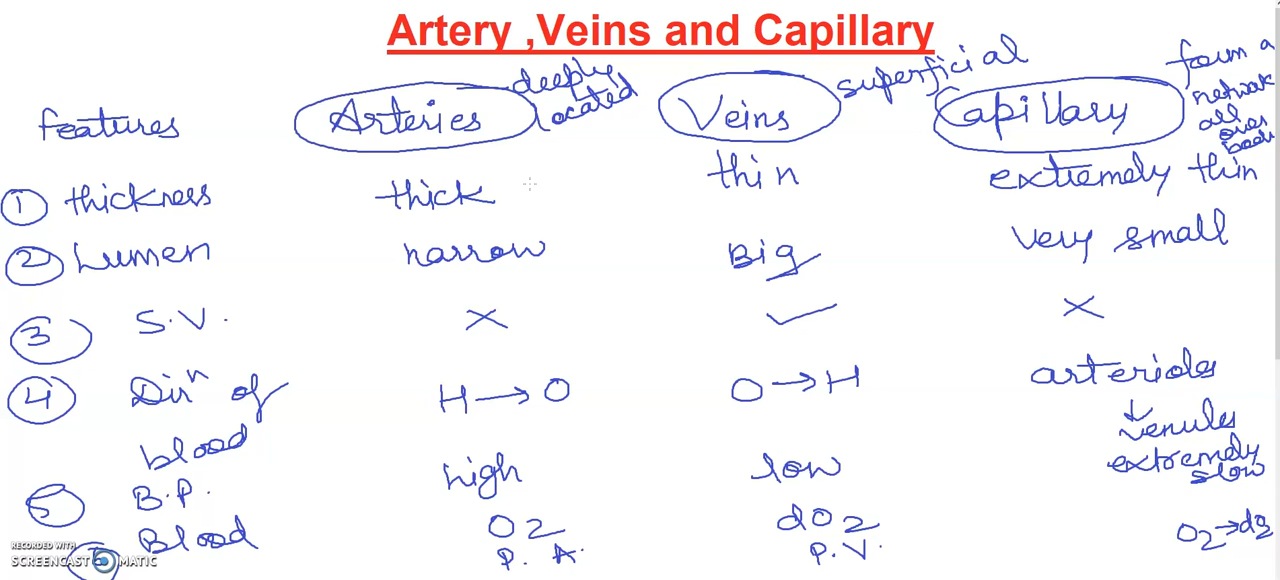 Artery ,Veins and Capillary
features Arteries deeply located Veins superficial Capillary form a network all over body
1 thickness thick thin extremely thin
2 Lumen narrow Big very small
3 S.V. × ✓ ×
4 Dirⁿ of blood H → O O → H arterioles ↓ venules
5 B.P. high low extremely slow
Blood O2 dO2 O2 →
P. A. P. V.
RECORDED WITH
SCREENCAST MATIC